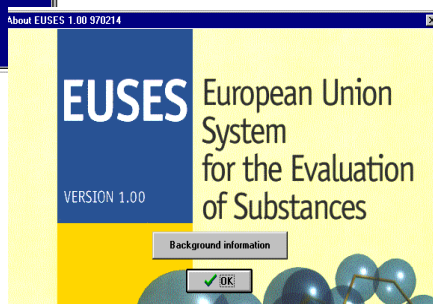 About EUSES 1.00 970214
EUSES
European Union
System
for the Evaluation
of Substances
VERSION 1.00
Background information
OK